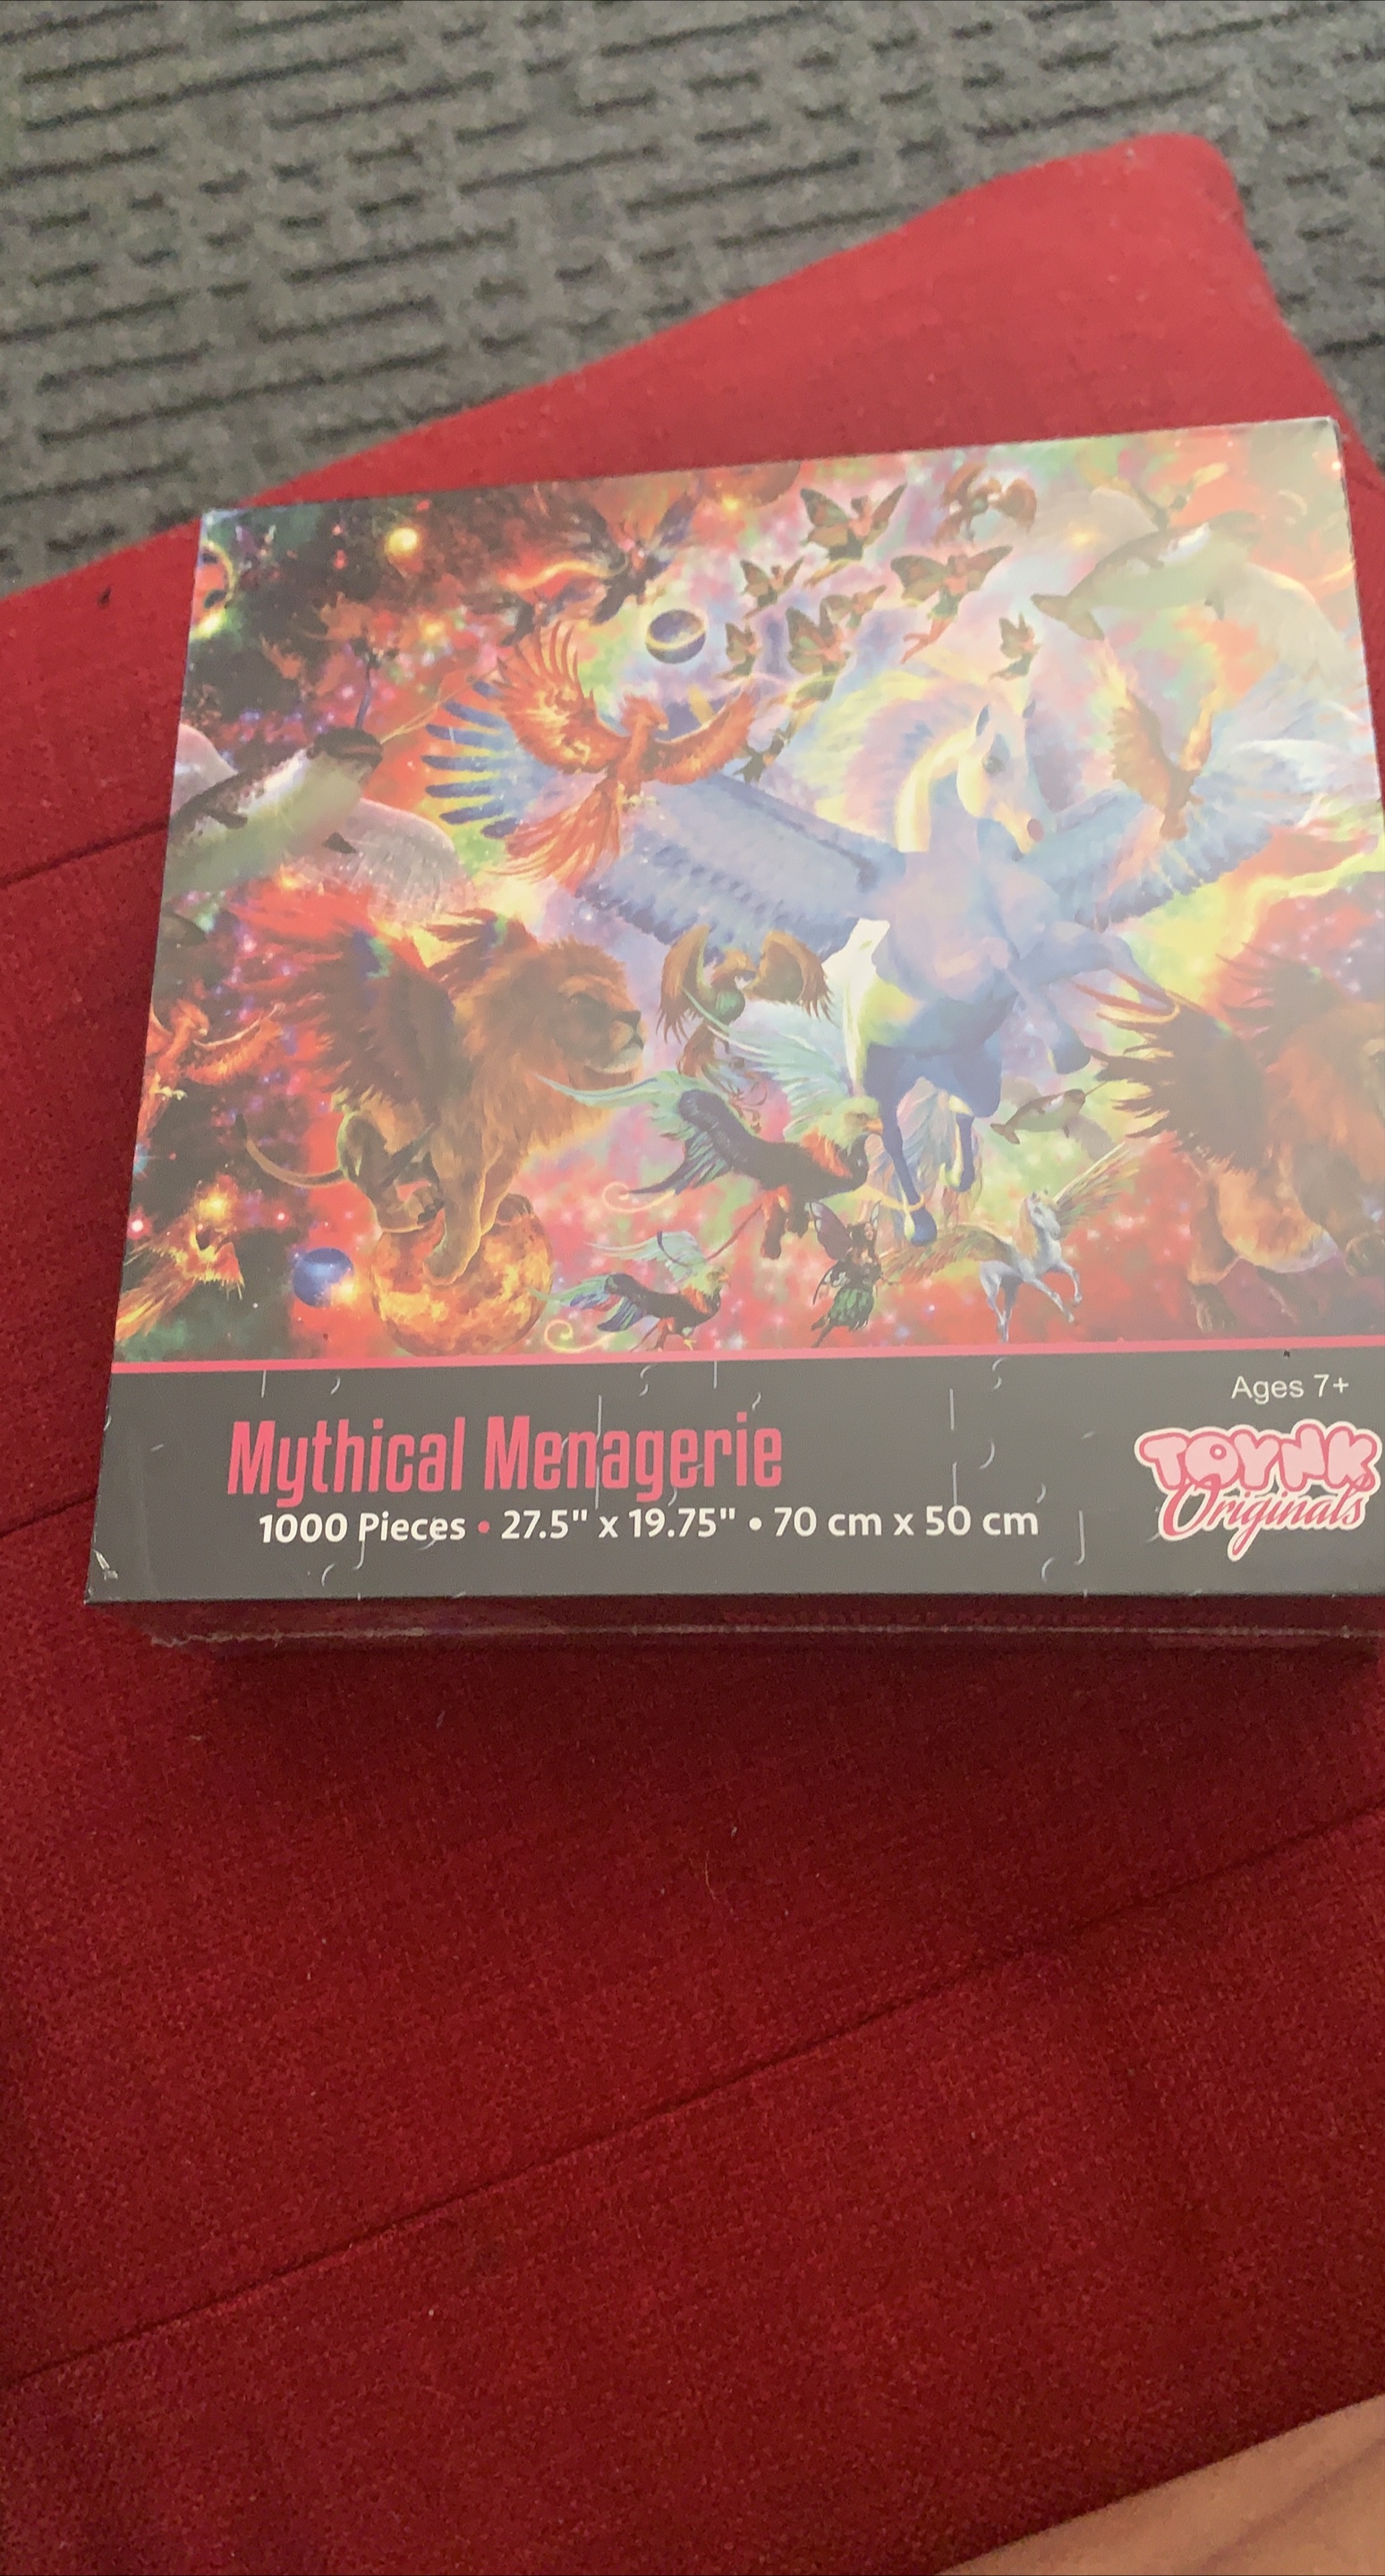 Ages 7+
Mythical Menagerie
1000 Pieces • 27.5" x 19.75" • 70 cm x 50 cm
TOYNK
Originals